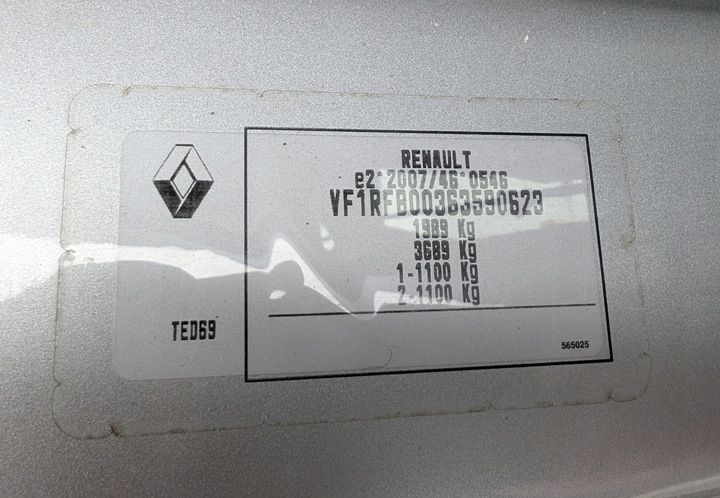 RENAULT
e2*2007/46*0546
VF1RFB00363590623
1989 Kg
3689 Kg
1-1100 Kg
2-1100 Kg
TED69
565025